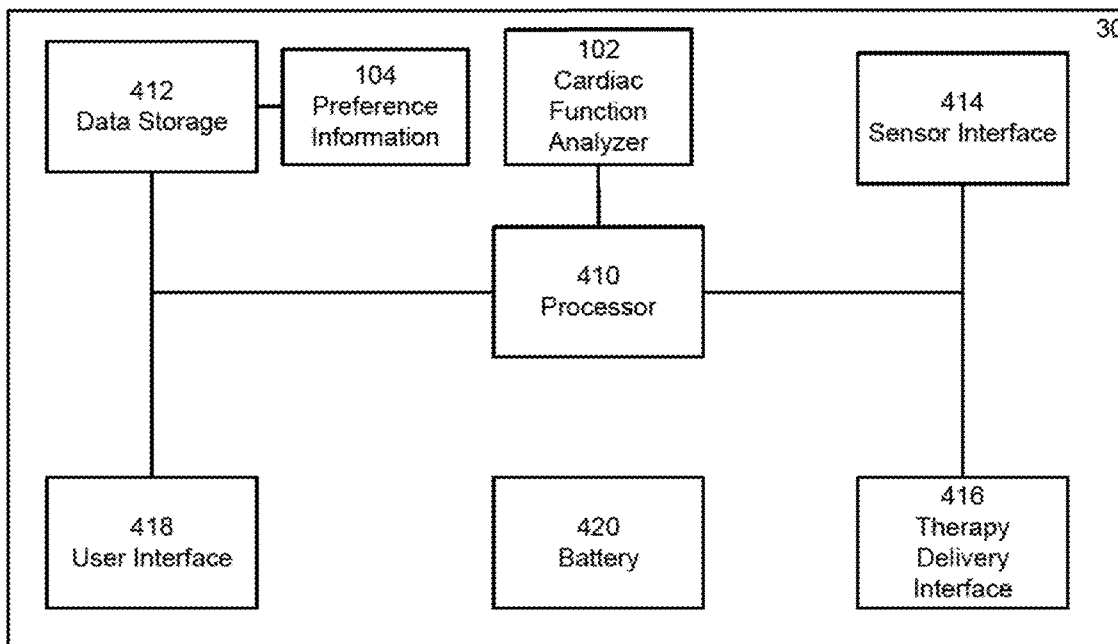 30
412
Data Storage
104
Preference
Information
102
Cardiac
Function
Analyzer
414
Sensor Interface
410
Processor
418
User Interface
420
Battery
416
Therapy
Delivery
Interface